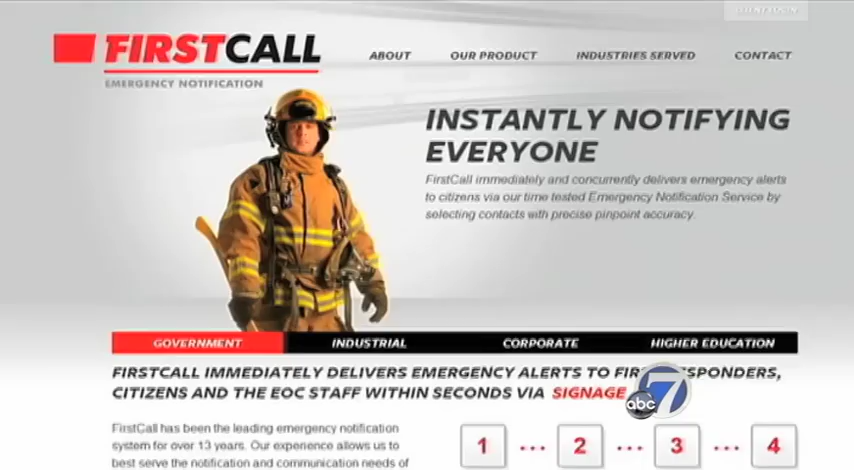 CLIENT LOGIN
FIRSTCALL
EMERGENCY NOTIFICATION
ABOUT OUR PRODUCT INDUSTRIES SERVED CONTACT
INSTANTLY NOTIFYING
EVERYONE
FirstCall immediately and concurrently delivers emergency alerts
to citizens via our time tested Emergency Notification Service by
selecting contacts with precise pinpoint accuracy.
GOVERNMENT INDUSTRIAL CORPORATE HIGHER EDUCATION
FIRSTCALL IMMEDIATELY DELIVERS EMERGENCY ALERTS TO
CITIZENS AND THE EOC STAFF WITHIN SECONDS VIA SIGNAGE
abc 7
FirstCall has been the leading emergency notification
system for over 13 years. Our experience allows us to
best serve the notification and communication needs of
1 ... 2 ... 3 ... 4